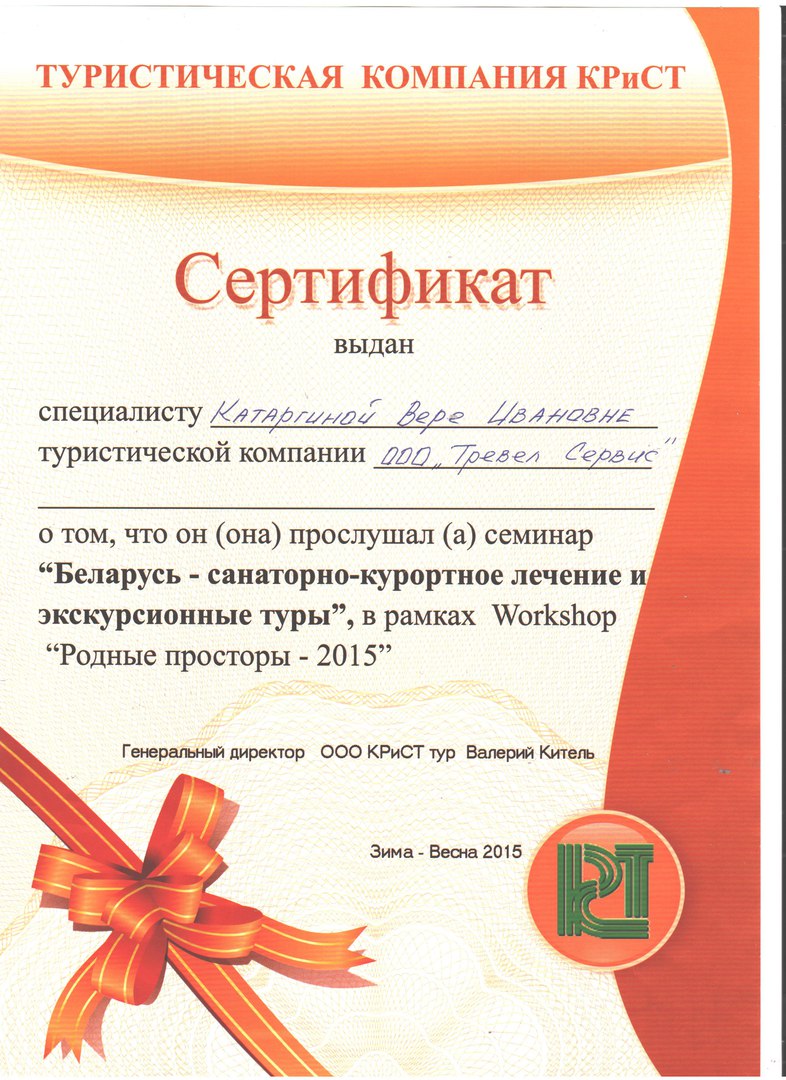 ТУРИСТИЧЕСКАЯ КОМПАНИЯ КРиСТ
Сертификат
выдан
специалисту Катаргиной Вере Ивановне
туристической компании ООО „Тревел Сервис"
о том, что он (она) прослушал (а) семинар
“Беларусь - санаторно-курортное лечение и
экскурсионные туры”, в рамках Workshop
“Родные просторы - 2015”
Генеральный директор ООО КРиСТ тур Валерий Китель
Зима - Весна 2015
КРСТ